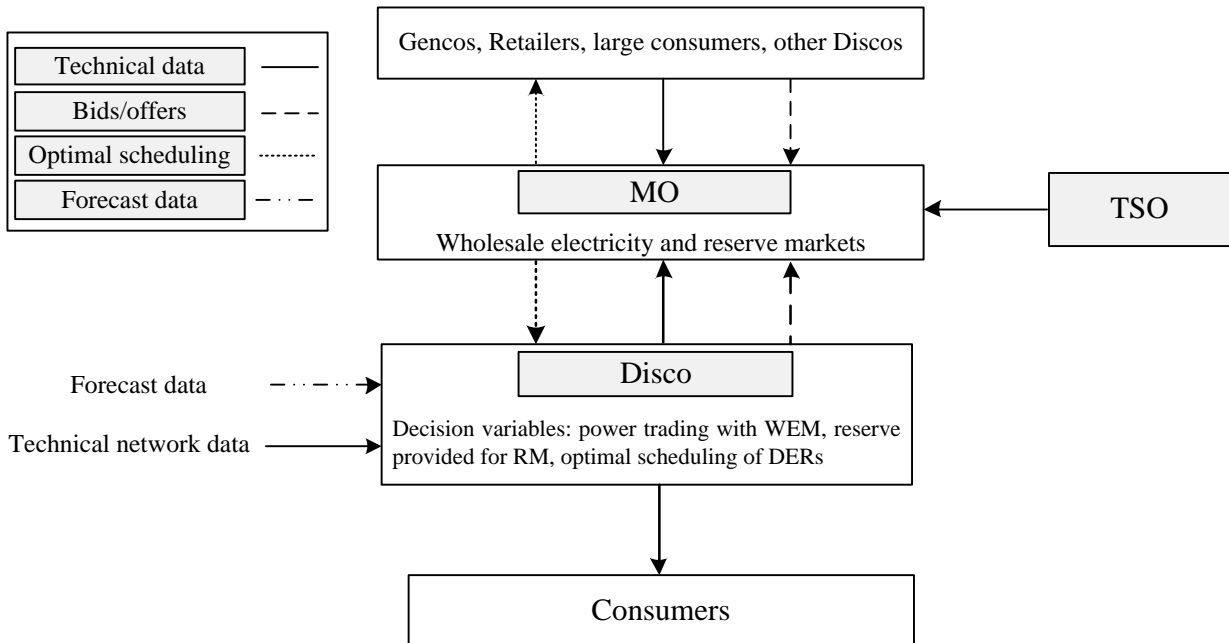 Technical data
Bids/offers
Optimal scheduling
Forecast data
Gencos, Retailers, large consumers, other Discos
MO
Wholesale electricity and reserve markets
TSO
Disco
Decision variables: power trading with WEM, reserve
provided for RM, optimal scheduling of DERs
Forecast data
Technical network data
Consumers